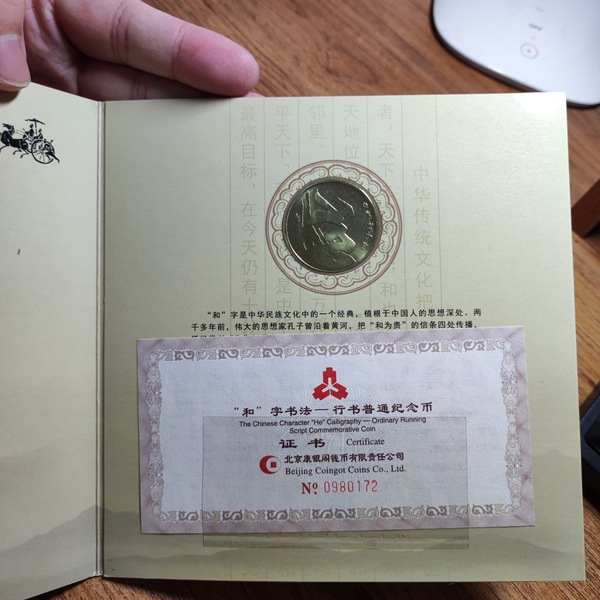 中华传统文化把
者，天下
和
天地位
邻里、
万
平天下、
是中
最高目标，在今天仍有十
“和”字是中华民族文化中的一个经典，植根于中国人的思想深处。两
千多年前，伟大的思想家孔子曾沿着黄河，把“和为贵”的信条四处传播，
“和”字书法—行书普通纪念币
The Chinese Character "He" Calligraphy — Ordinary Running
Script Commemorative Coin
证 书 Certificate
北京康银阁钱币有限责任公司
Beijing Coingot Coins Co., Ltd.
№ 0980172